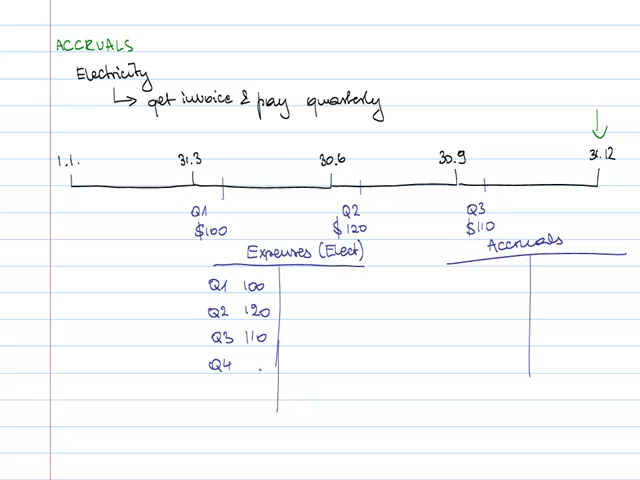 ACCRUALS
Electricity
↳ get invoice & pay quarterly
1.1. 31.3 30.6 30.9 31.12
Q1 Q2 Q3
$100 $120 $110
Expenses (Elect) Accruals
Q1 100
Q2 120
Q3 110
Q4 .